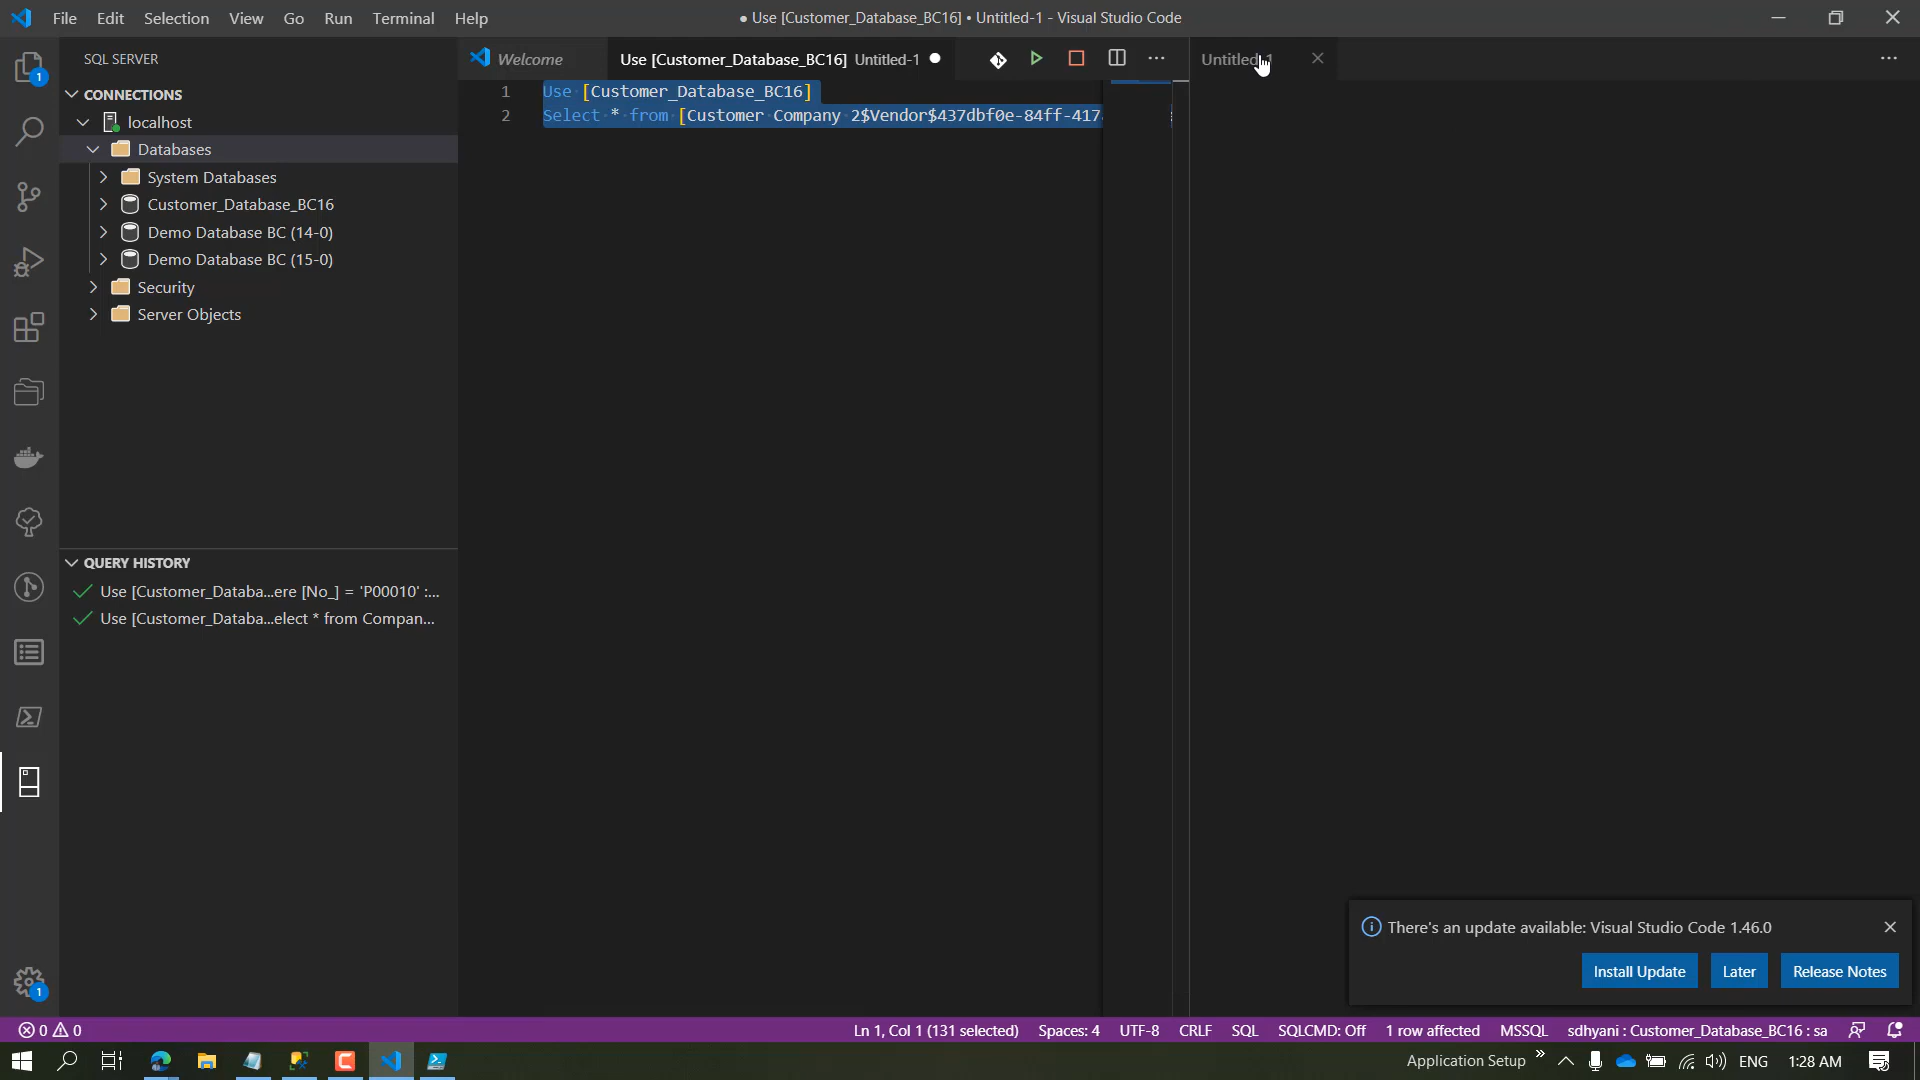 File Edit Selection View Go Run Terminal Help
● Use [Customer_Database_BC16] • Untitled-1 - Visual Studio Code
SQL SERVER
Welcome
Use [Customer_Database_BC16] Untitled-1
Untitled-1
CONNECTIONS
localhost
Databases
System Databases
Customer_Database_BC16
Demo Database BC (14-0)
Demo Database BC (15-0)
Security
Server Objects
1 Use [Customer_Database_BC16]
2 Select * from [Customer Company 2$Vendor$437dbf0e-84ff-417
QUERY HISTORY
Use [Customer_Databa...ere [No_] = 'P00010' :...
Use [Customer_Databa...elect * from Compan...
There's an update available: Visual Studio Code 1.46.0
Install Update
Later
Release Notes
1
1
0 0
Ln 1, Col 1 (131 selected) Spaces: 4 UTF-8 CRLF SQL SQLCMD: Off 1 row affected MSSQL sdhyani : Customer_Database_BC16 : sa
Application Setup
ENG
1:28 AM